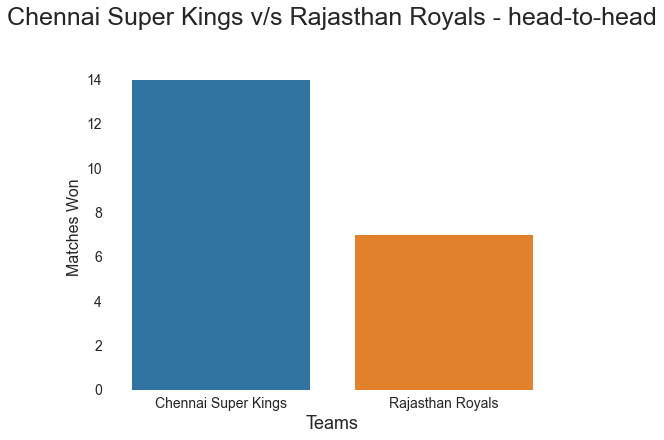 Chennai Super Kings v/s Rajasthan Royals - head-to-head
14
12
10
8
6
4
2
0
Matches Won
Chennai Super Kings
Rajasthan Royals
Teams